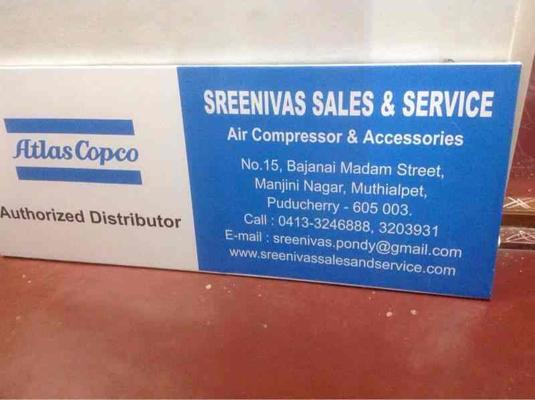 Atlas Copco
Authorized Distributor
SREENIVAS SALES & SERVICE
Air Compressor & Accessories
No.15, Bajanai Madam Street,
Manjini Nagar, Muthialpet,
Puducherry - 605 003.
Call : 0413-3246888, 3203931
E-mail : sreenivas.pondy@gmail.com
www.sreenivassalesandservice.com